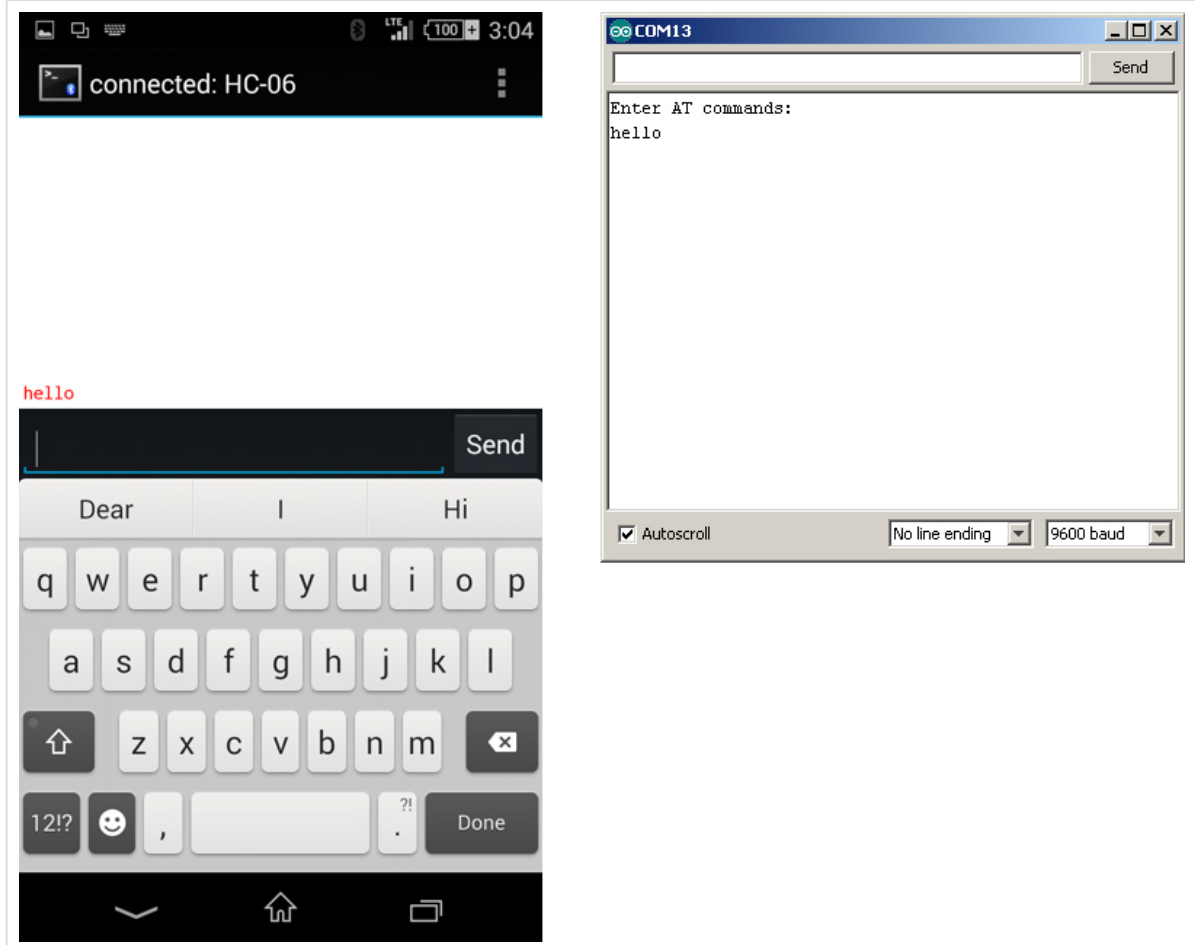 LTE 100 3:04
connected: HC-06
hello
Send
Dear I Hi
q w e r t y u i o p
a s d f g h j k l
z x c v b n m
12!? , ?! . Done
COM13
Send
Enter AT commands:
hello
Autoscroll No line ending 9600 baud